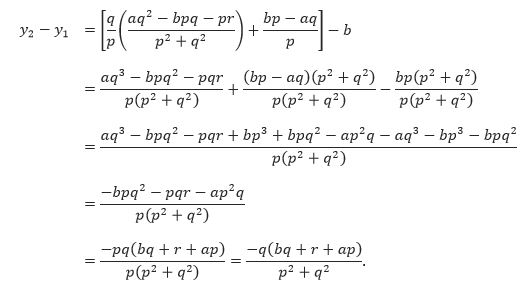 y₂ − y₁ = [q/p ((aq² − bpq − pr)/(p² + q²)) + (bp − aq)/p] − b
= (aq³ − bpq² − pqr)/(p(p² + q²)) + ((bp − aq)(p² + q²))/(p(p² + q²)) − (bp(p² + q²))/(p(p² + q²))
= (aq³ − bpq² − pqr + bp³ + bpq² − ap²q − aq³ − bp³ − bpq²)/(p(p² + q²))
= (−bpq² − pqr − ap²q)/(p(p² + q²))
= (−pq(bq + r + ap))/(p(p² + q²)) = (−q(bq + r + ap))/(p² + q²).